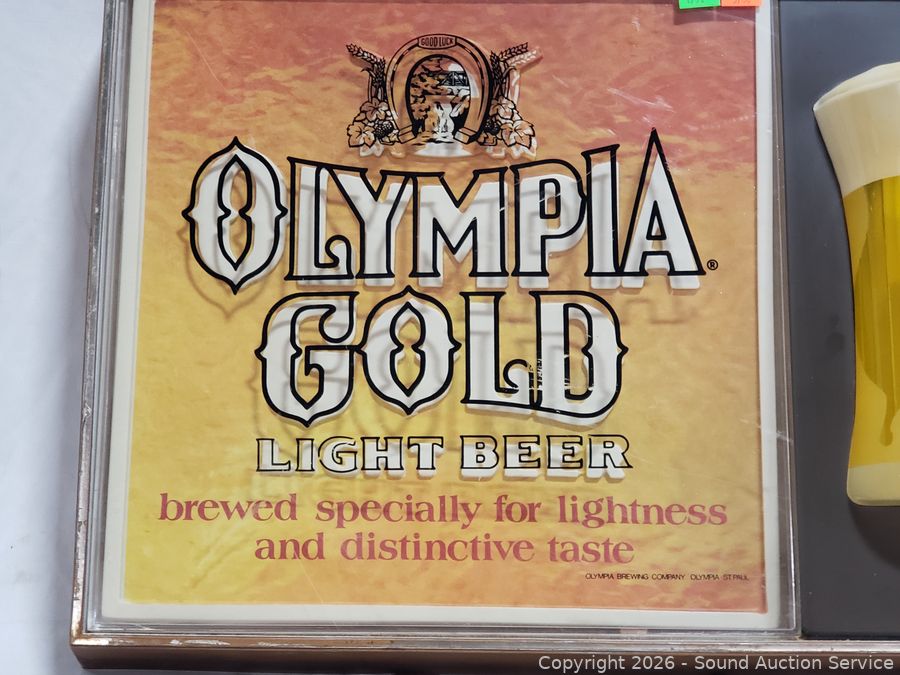 GOOD LUCK
OLYMPIA®
GOLD
LIGHT BEER
brewed specially for lightness
and distinctive taste
OLYMPIA BREWING COMPANY OLYMPIA ST. PAUL
Copyright 2026 - Sound Auction Service